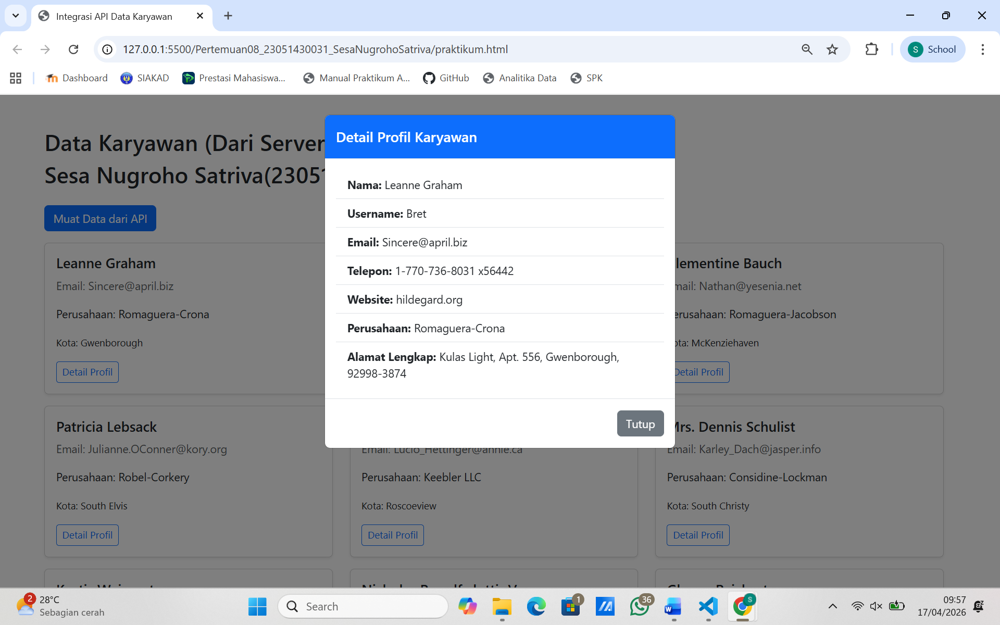 Integrasi API Data Karyawan
127.0.0.1:5500/Pertemuan08_23051430031_SesaNugrohoSatriva/praktikum.html
S School
Dashboard SIAKAD Prestasi Mahasiswa... Manual Praktikum A... GitHub Analitika Data SPK
Data Karyawan (Dari Server
Sesa Nugroho Satriva(2305
Muat Data dari API
Detail Profil Karyawan
Nama: Leanne Graham
Username: Bret
Email: Sincere@april.biz
Telepon: 1-770-736-8031 x56442
Website: hildegard.org
Perusahaan: Romaguera-Crona
Alamat Lengkap: Kulas Light, Apt. 556, Gwenborough,
92998-3874
Tutup
Leanne Graham
Email: Sincere@april.biz
Perusahaan: Romaguera-Crona
Kota: Gwenborough
Detail Profil
lementine Bauch
mail: Nathan@yesenia.net
erusahaan: Romaguera-Jacobson
ota: McKenziehaven
Detail Profil
Patricia Lebsack
Email: Julianne.OConner@kory.org
Perusahaan: Robel-Corkery
Kota: South Elvis
Detail Profil
Email: Lucio_Hettinger@annie.ca
Perusahaan: Keebler LLC
Kota: Roscoeview
Detail Profil
Mrs. Dennis Schulist
Email: Karley_Dach@jasper.info
Perusahaan: Considine-Lockman
Kota: South Christy
Detail Profil
2
28°C
Sebagian cerah
Search
1
36
S
09:57
17/04/2026